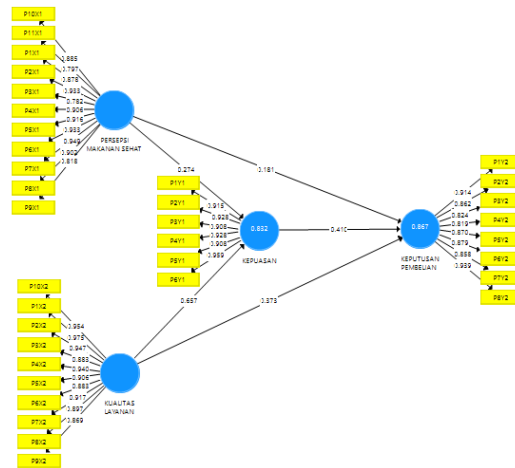 P10X1
P11X1
P1X1
P2X1
P3X1
P4X1
P5X1
P6X1
P7X1
P8X1
P9X1
0.885
0.797
0.878
0.933
0.782
0.906
0.916
0.933
0.949
0.902
0.818
PERSEPSI
MAKANAN SEHAT
0.274
0.181
P1Y1
P2Y1
P3Y1
P4Y1
P5Y1
P6Y1
0.915
0.928
0.908
0.928
0.908
0.959
0.832
KEPUASAN
0.410
0.867
KEPUTUSAN
PEMBELIAN
P1Y2
P2Y2
P3Y2
P4Y2
P5Y2
P6Y2
P7Y2
P8Y2
0.914
0.862
0.824
0.819
0.870
0.879
0.858
0.939
0.657
0.373
P10X2
P1X2
P2X2
P3X2
P4X2
P5X2
P6X2
P7X2
P8X2
P9X2
0.954
0.975
0.947
0.883
0.940
0.906
0.883
0.917
0.897
0.869
KUALITAS
LAYANAN